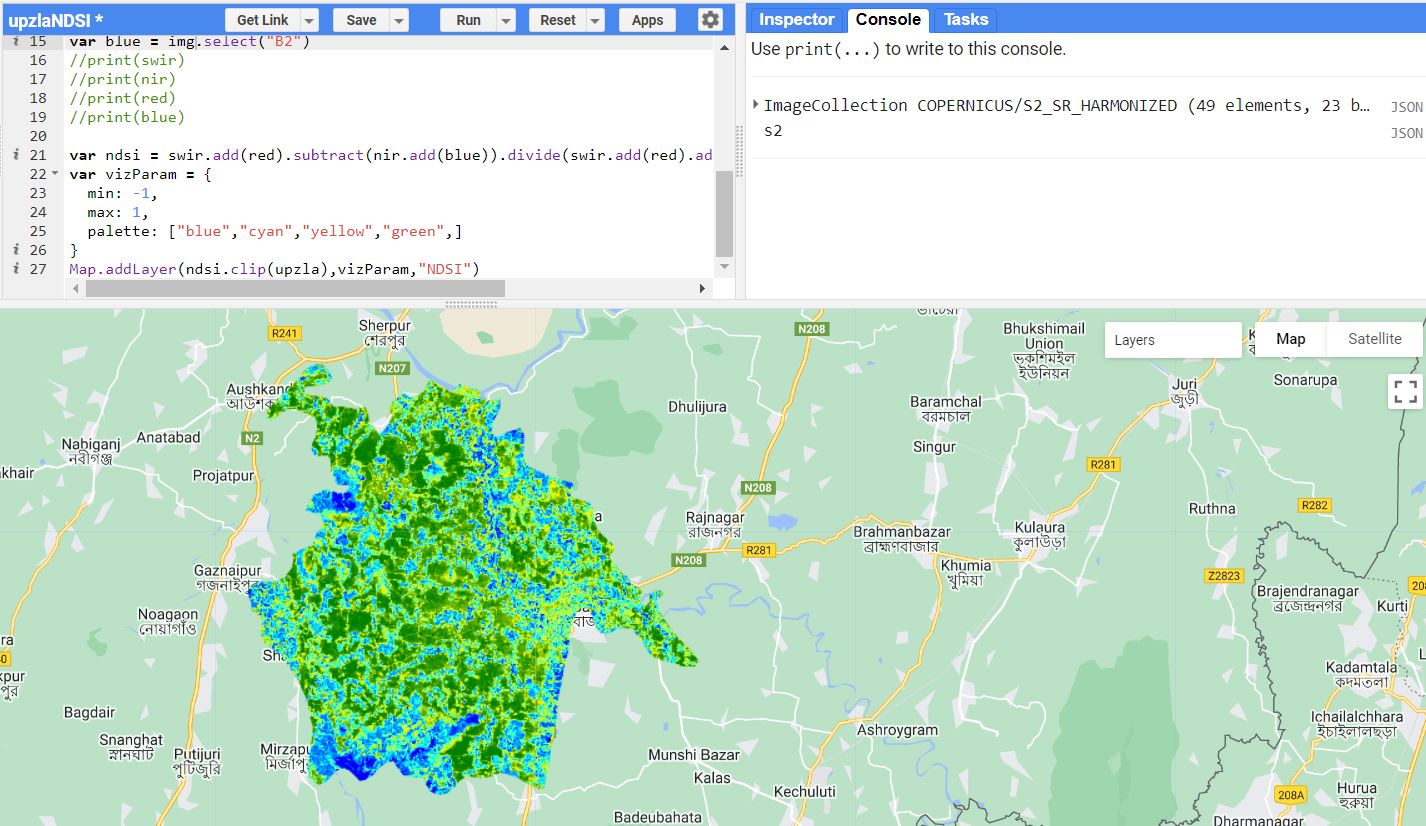 upzlaNDSI *
Get Link
Save
Run
Reset
Apps
Inspector
Console
Tasks
15 var blue = img.select("B2")
16 //print(swir)
17 //print(nir)
18 //print(red)
19 //print(blue)
20
21 var ndsi = swir.add(red).subtract(nir.add(blue)).divide(swir.add(red).ad
22 var vizParam = {
23 min: -1,
24 max: 1,
25 palette: ["blue","cyan","yellow","green",]
26 }
27 Map.addLayer(ndsi.clip(upzla),vizParam,"NDSI")
Use print(...) to write to this console.
ImageCollection COPERNICUS/S2_SR_HARMONIZED (49 elements, 23 b…
JSON
s2
JSON
Layers
Map
Satellite
R241
Sherpur
শেরপুর
N207
N208
Bhukshimail
Union
ভূকশিমইল
ইউনিয়ন
Sonarupa
Juri
জুড়ী
Aushkand
Dhulijura
Baramchal
বরমচাল
Singur
Nabiganj
নবীগঞ্জ
Anatabad
N2
khair
Projatpur
R281
N208
Ruthna
R282
Rajnagar
রাজনগর
Brahmanbazar
ব্রাহ্মণবাজার
Kulaura
কুলাউড়া
N208
R281
Khumia
খুমিয়া
Z2823
Gaznaipur
গজনাইপু
Brajendranagar
ব্রজেন্দ্রনগর
Kurti
Noagaon
নোয়াগাঁও
Sha
Kadamtala
কদমতলা
kpur
পুর
Bagdair
Ichailalchhara
ইচাইলালছড়া
Snanghat
স্নানঘাট
Putijuri
পুটিজুরি
Mirzapu
মির্জাপু
Munshi Bazar
Kalas
Ashroygram
Kechuluti
208A
Hurua
হুরুয়া
Badeubahata
Dharmanagar